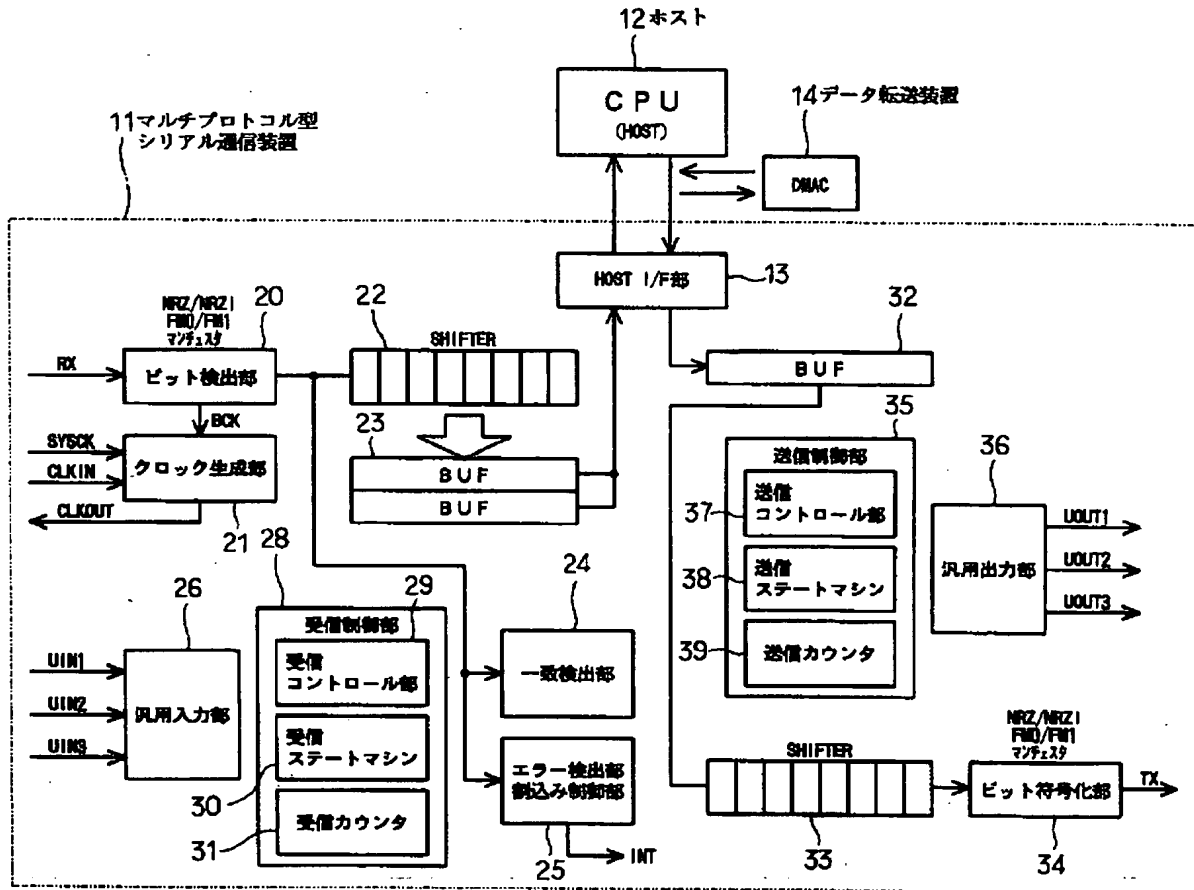 12 ホスト
CPU
(HOST)
14 データ転送装置
DMAC
11 マルチプロトコル型
シリアル通信装置
HOST I/F部
13
NRZ/NRZI
FM0/FM1
マンチェスタ
20
RX
ビット検出部
BCK
SYSCK
CLKIN
CLKOUT
クロック生成部
21
22
SHIFTER
23
BUF
BUF
32
BUF
35
送信制御部
37
送信
コントロール部
38
送信
ステートマシン
39
送信カウンタ
36
汎用出力部
UOUT1
UOUT2
UOUT3
26
UIN1
UIN2
UIN3
汎用入力部
28
受信制御部
29
受信
コントロール部
30
受信
ステートマシン
31
受信カウンタ
24
一致検出部
エラー検出部
割込み制御部
25
INT
SHIFTER
33
NRZ/NRZI
FM0/FM1
マンチェスタ
ビット符号化部
34
TX